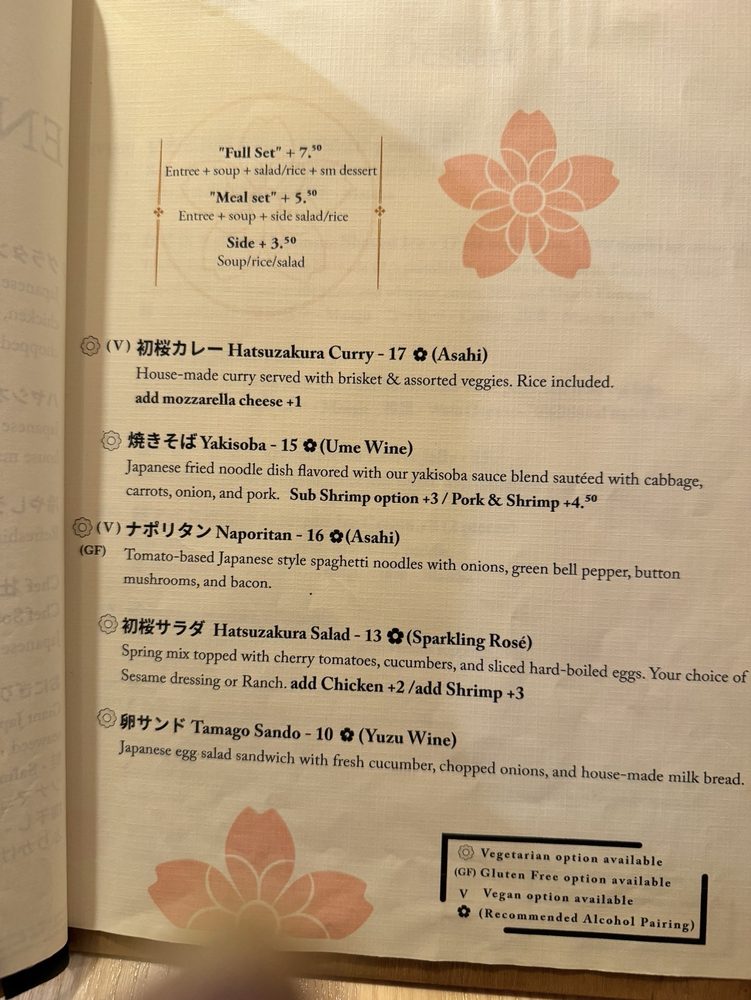 "Full Set" + 7.⁵⁰
Entree + soup + salad/rice + sm dessert
"Meal set" + 5.⁵⁰
Entree + soup + side salad/rice
Side + 3.⁵⁰
Soup/rice/salad
(V) 初桜カレー Hatsuzakura Curry - 17 (Asahi)
House-made curry served with brisket & assorted veggies. Rice included.
add mozzarella cheese +1
焼きそば Yakisoba - 15 (Ume Wine)
Japanese fried noodle dish flavored with our yakisoba sauce blend sautéed with cabbage,
carrots, onion, and pork. Sub Shrimp option +3 / Pork & Shrimp +4.⁵⁰
(V) ナポリタン Naporitan - 16 (Asahi)
(GF) Tomato-based Japanese style spaghetti noodles with onions, green bell pepper, button
mushrooms, and bacon.
初桜サラダ Hatsuzakura Salad - 13 (Sparkling Rosé)
Spring mix topped with cherry tomatoes, cucumbers, and sliced hard-boiled eggs. Your choice of
Sesame dressing or Ranch. add Chicken +2 /add Shrimp +3
卵サンド Tamago Sando - 10 (Yuzu Wine)
Japanese egg salad sandwich with fresh cucumber, chopped onions, and house-made milk bread.
Vegetarian option available
(GF) Gluten Free option available
V Vegan option available
(Recommended Alcohol Pairing)